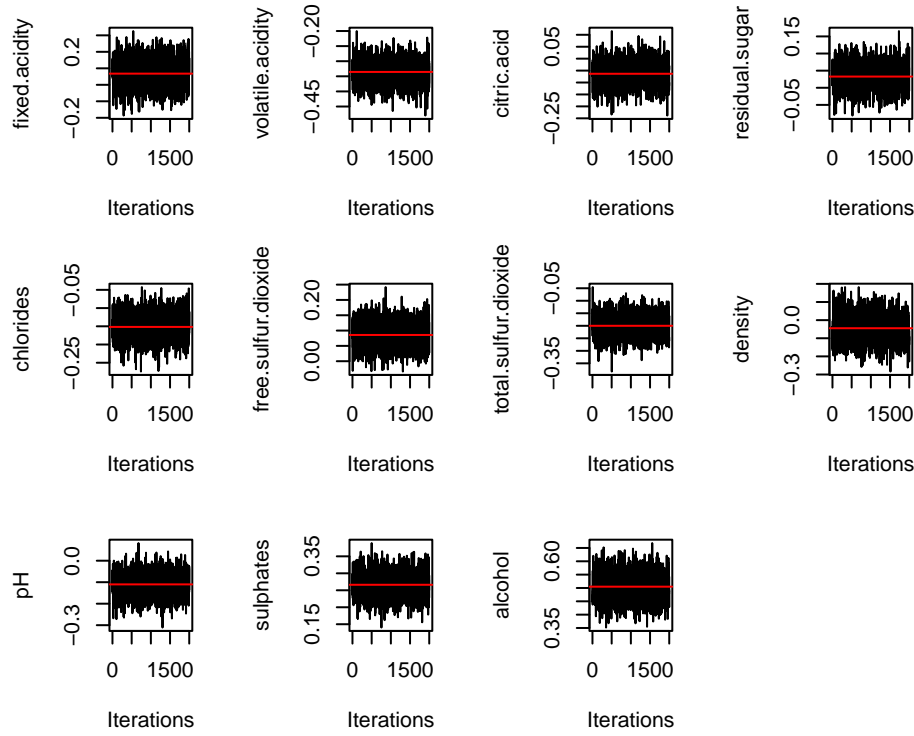 fixed.acidity
−0.2 0.2
0 1500
Iterations
volatile.acidity
−0.45 −0.20
0 1500
Iterations
citric.acid
−0.25 0.05
0 1500
Iterations
residual.sugar
−0.05 0.15
0 1500
Iterations
chlorides
−0.25 −0.05
0 1500
Iterations
free.sulfur.dioxide
0.00 0.20
0 1500
Iterations
total.sulfur.dioxide
−0.35 −0.05
0 1500
Iterations
density
−0.3 0.0
0 1500
Iterations
pH
−0.3 0.0
0 1500
Iterations
sulphates
0.15 0.35
0 1500
Iterations
alcohol
0.35 0.60
0 1500
Iterations